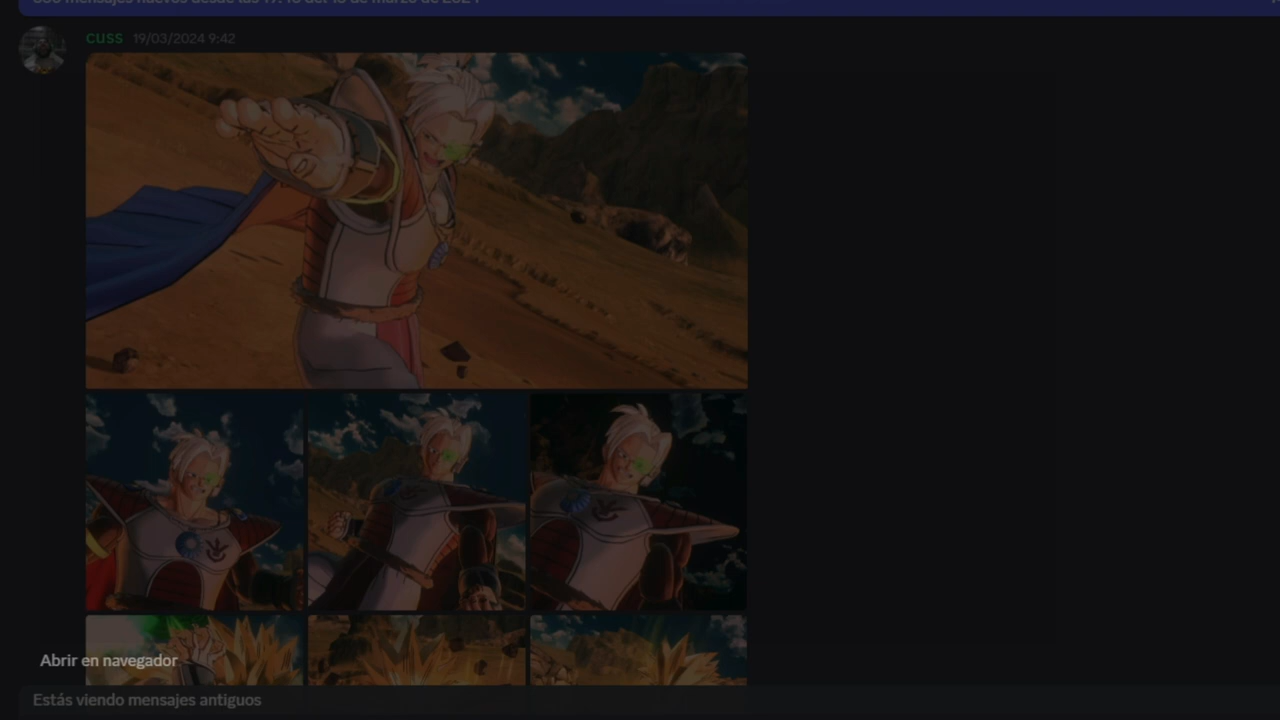 CUSS 19/03/2024 9:42
Abrir en navegador
Estás viendo mensajes antiguos